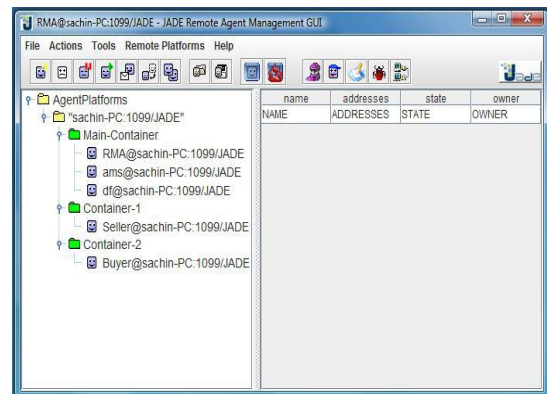 RMA@sachin-PC:1099/JADE - JADE Remote Agent Management GUI
File Actions Tools Remote Platforms Help
Jade
AgentPlatforms
"sachin-PC:1099/JADE"
Main-Container
RMA@sachin-PC:1099/JADE
ams@sachin-PC:1099/JADE
df@sachin-PC:1099/JADE
Container-1
Seller@sachin-PC:1099/JADE
Container-2
Buyer@sachin-PC:1099/JADE
name addresses state owner
NAME ADDRESSES STATE OWNER